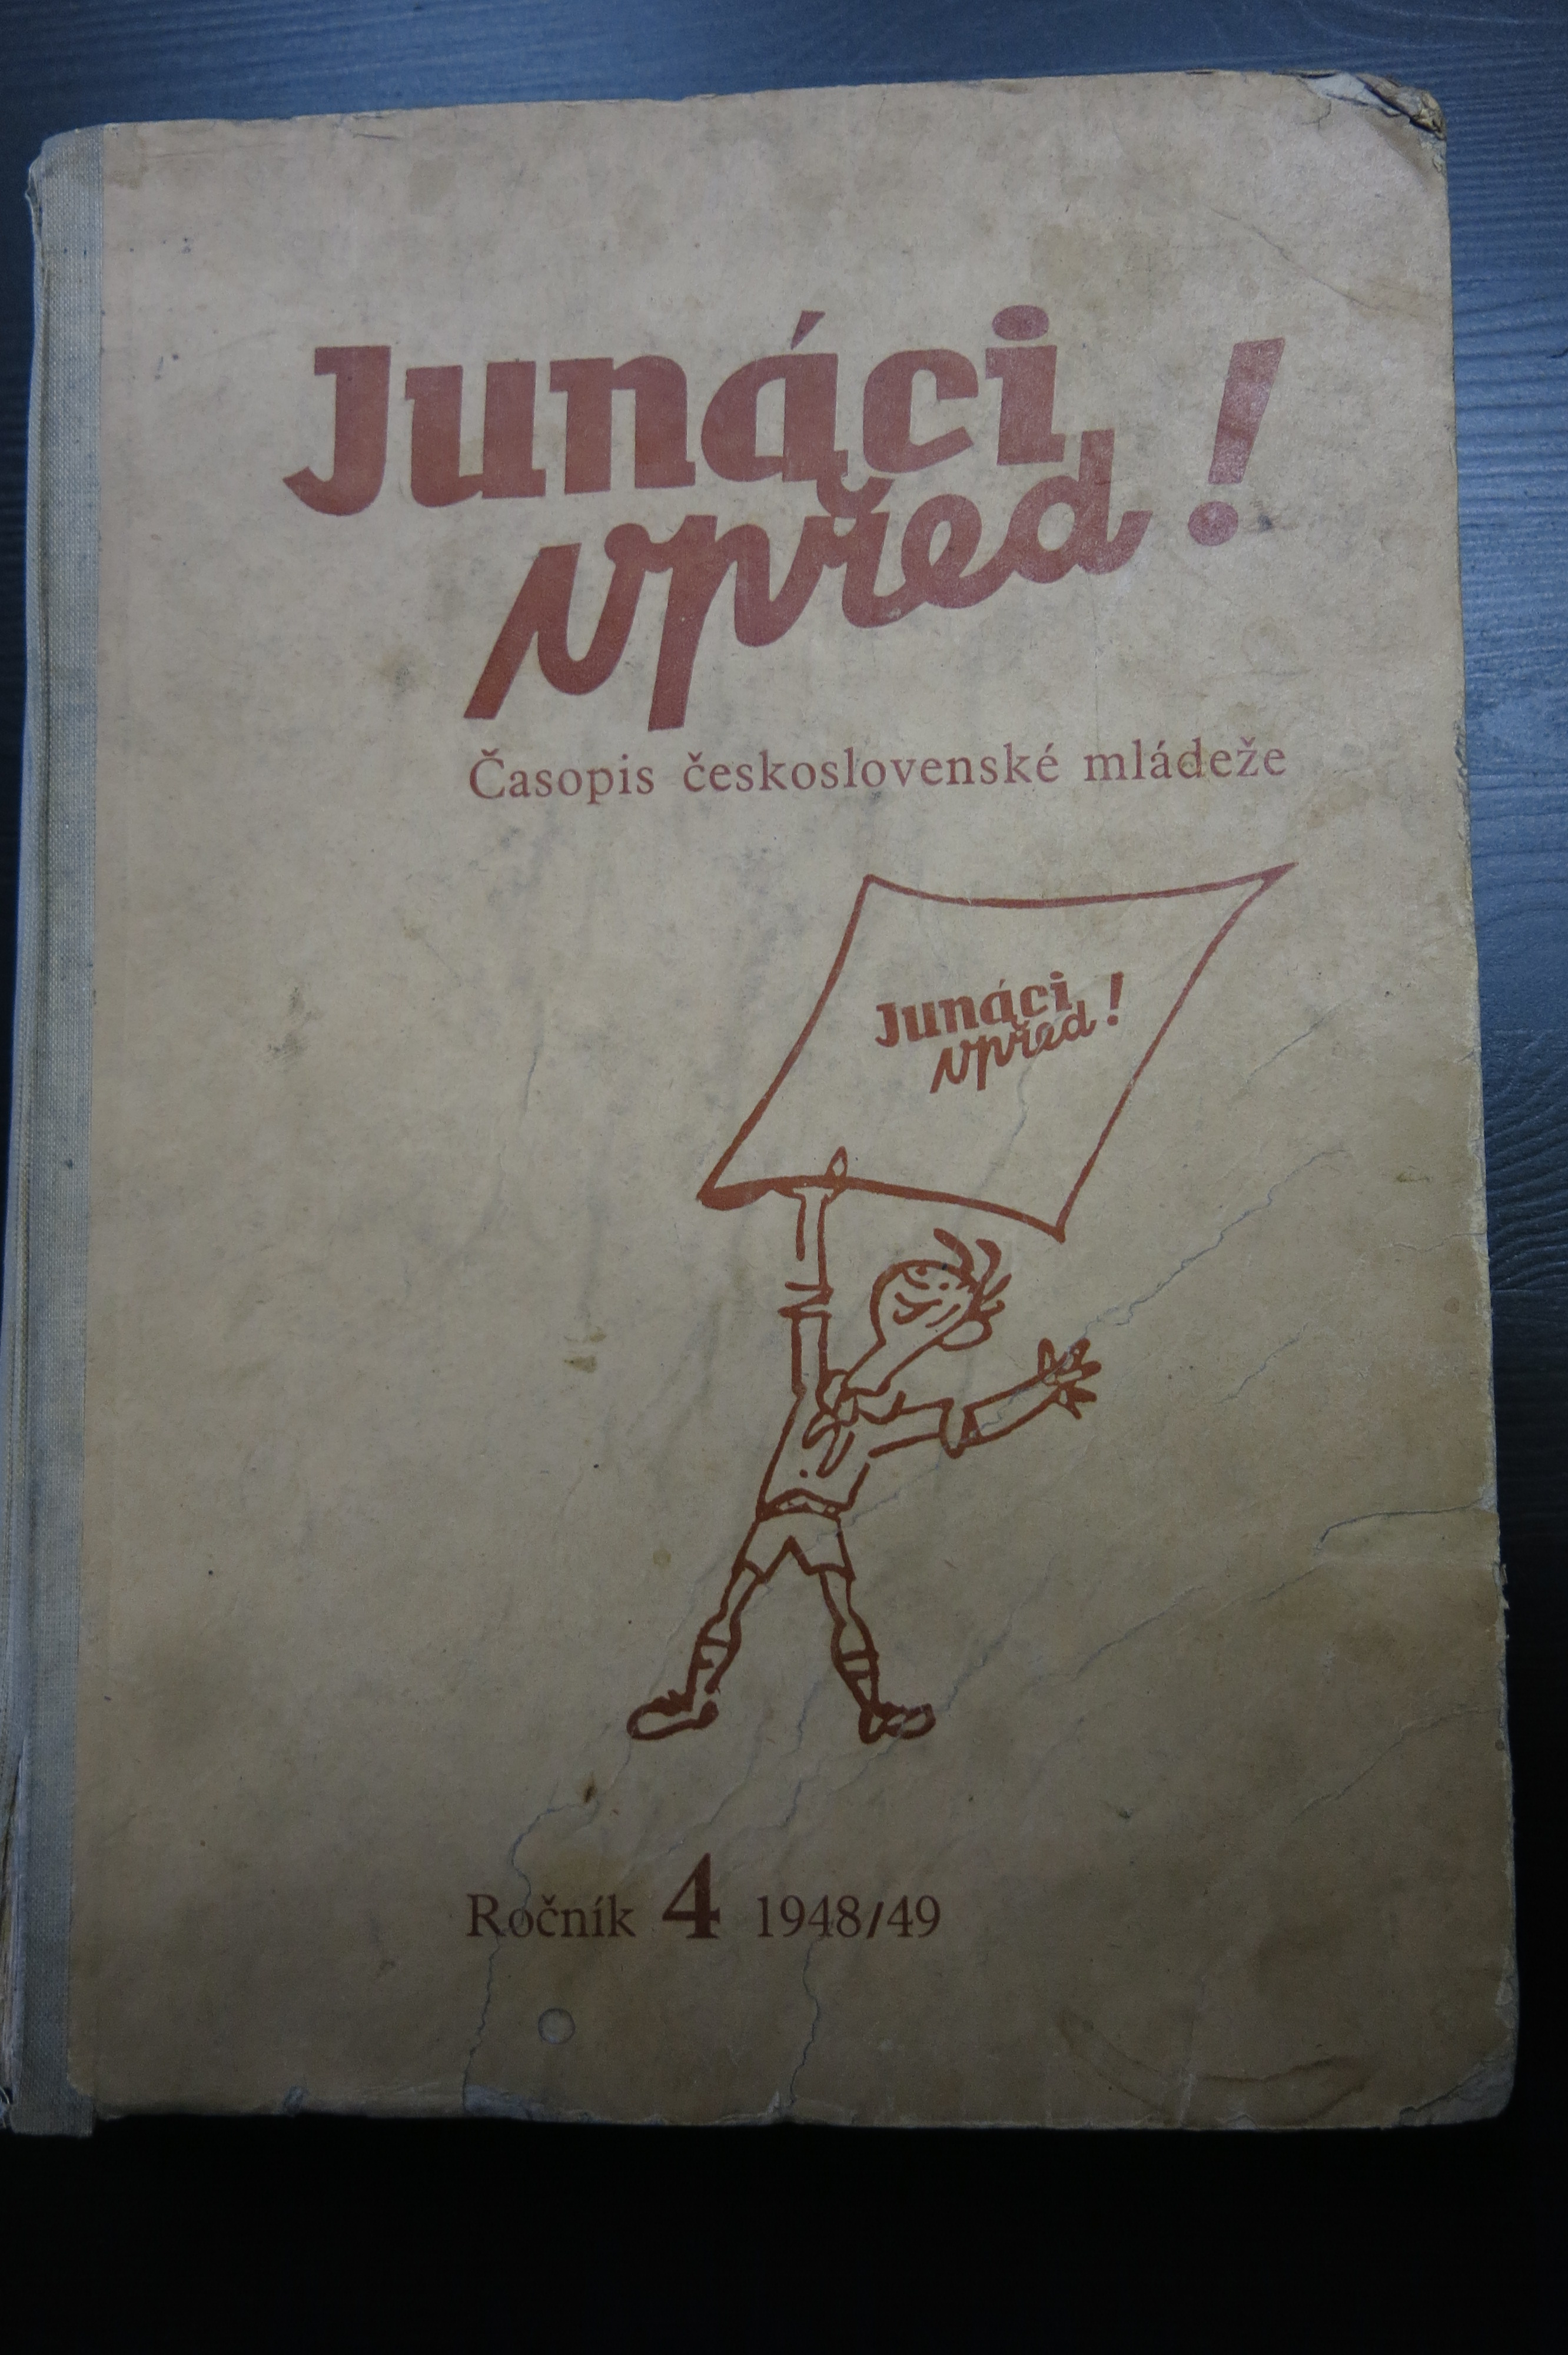 Junáci
vpřed!
Časopis československé mládeže
Junáci
vpřed!
Ročník 4 1948/49